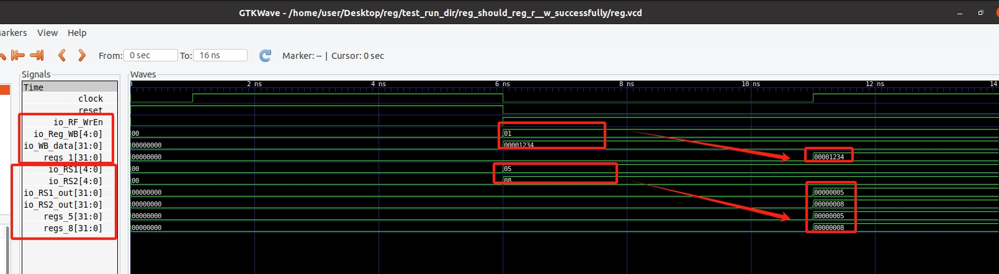 GTKWave - /home/user/Desktop/reg/test_run_dir/reg_should_reg_r__w_successfully/reg.vcd
Markers View Help
From: 0 sec To: 16 ns Marker: -- | Cursor: 0 sec
Signals
Waves
Time
0 2 ns 4 ns 6 ns 8 ns 10 ns 12 ns 14
clock
reset
io_RF_WrEn
io_Reg_WB[4:0] 00 01
io_WB_data[31:0] 00000000 00001234
regs_1[31:0] 00000000 00001234
io_RS1[4:0] 00 05
io_RS2[4:0] 00 08
io_RS1_out[31:0] 00000000 00000005
io_RS2_out[31:0] 00000000 00000008
regs_5[31:0] 00000000 00000005
regs_8[31:0] 00000000 00000008